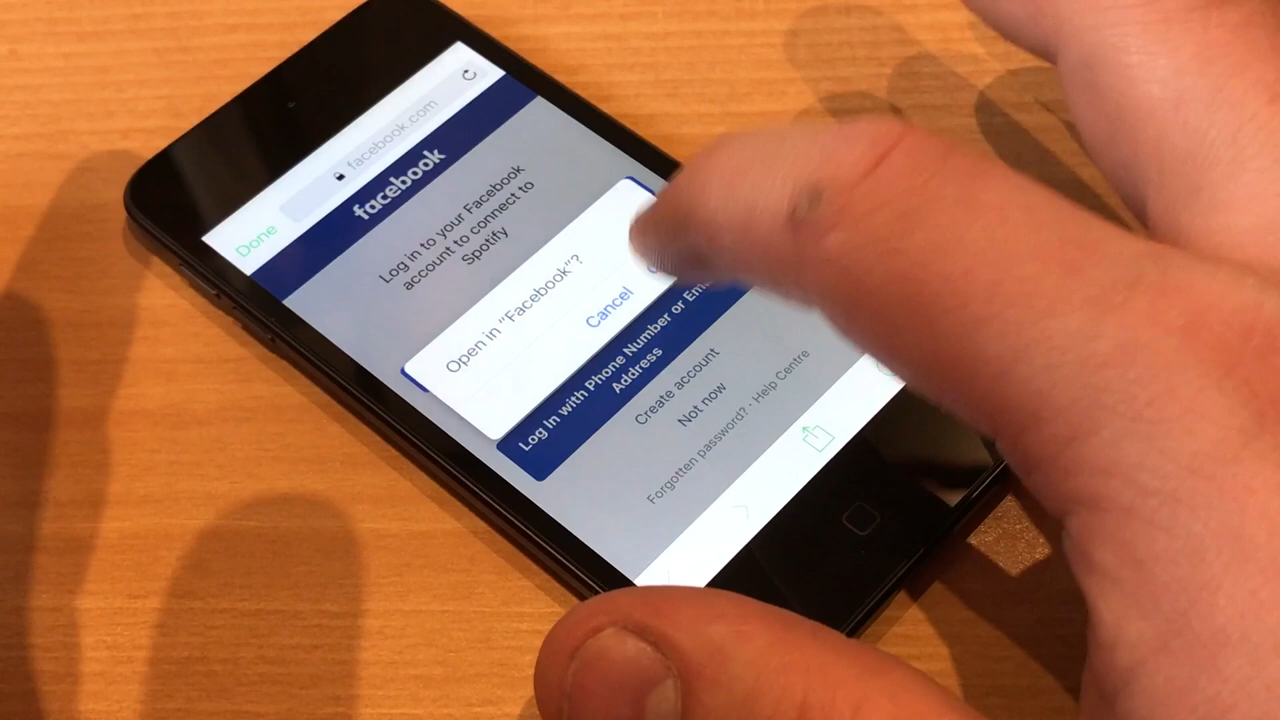 facebook.com
Done
facebook
Log in to your Facebook
account to connect to
Spotify
Open in “Facebook”?
Cancel
Log In with Phone Number or
Address
Create account
Not now
Forgotten password? · Help Centre